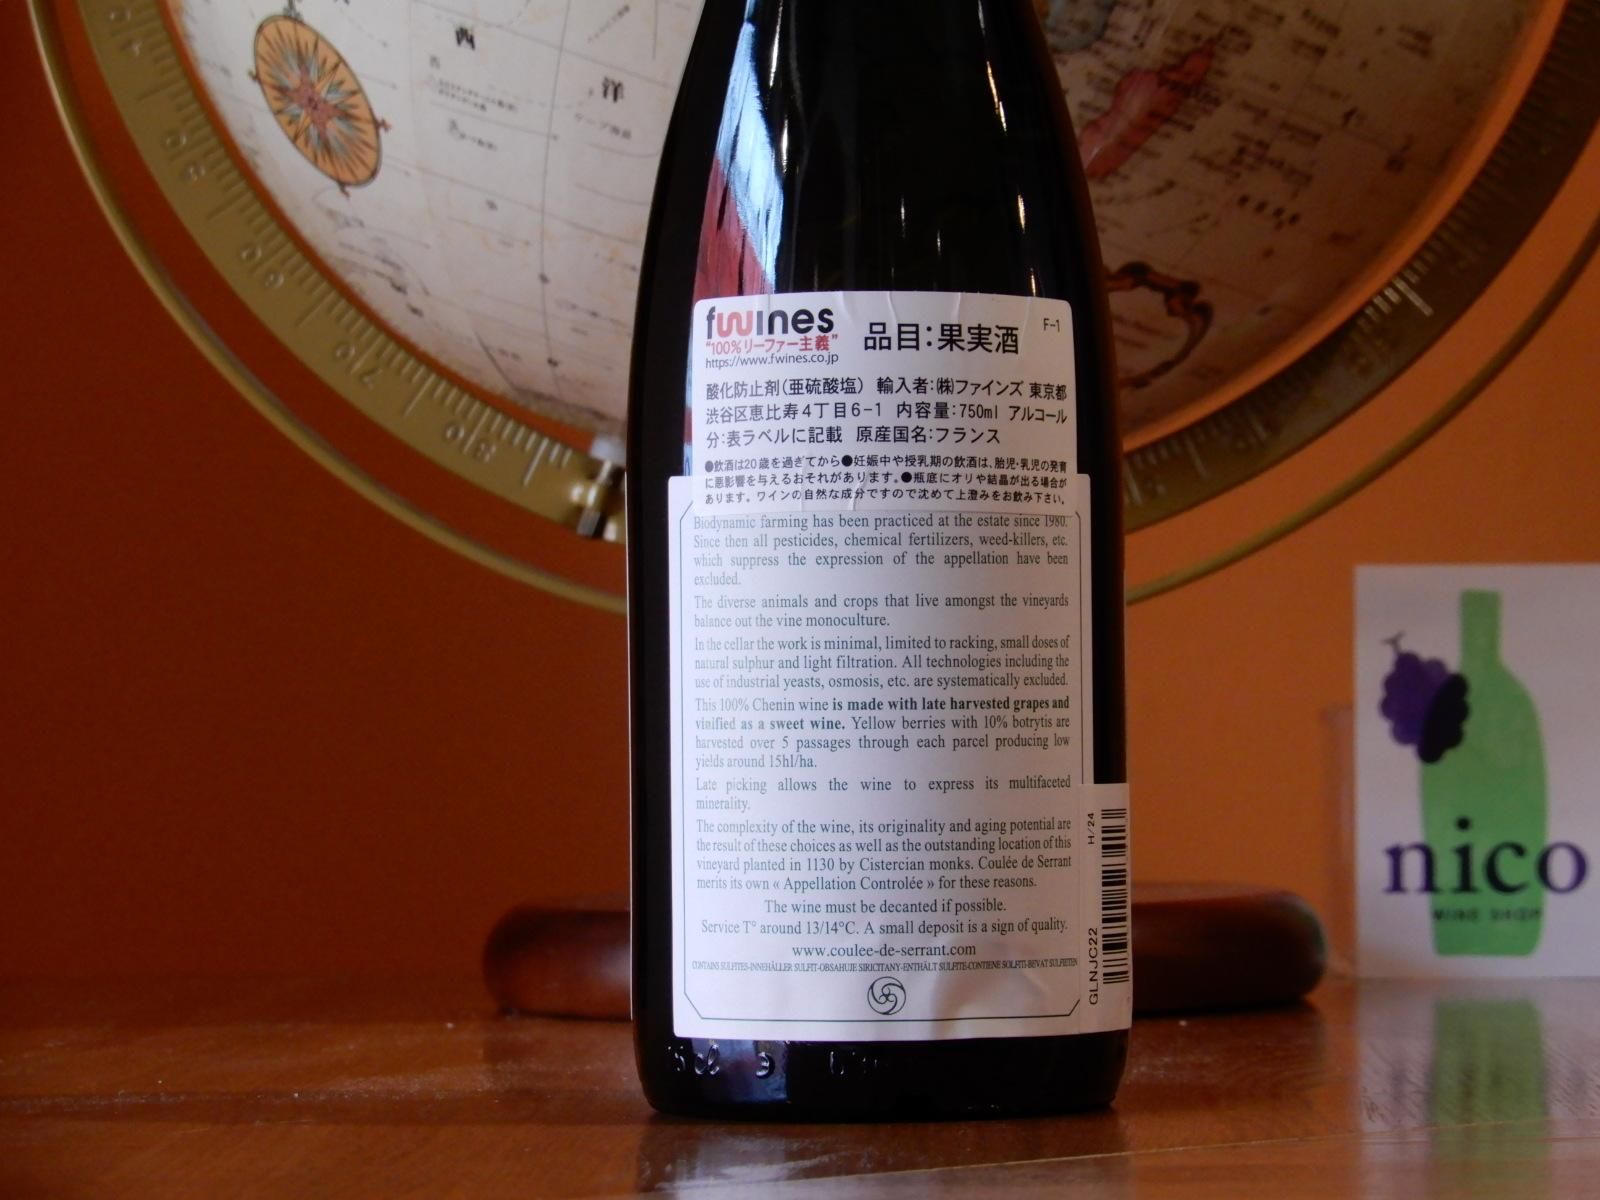 西
洋
fwines
"100%リーファー主義"
https://www.fwines.co.jp
品目：果実酒
F-1
酸化防止剤（亜硫酸塩） 輸入者：㈱ファインズ 東京都
渋谷区恵比寿4丁目6-1 内容量：750ml アルコール
分：表ラベルに記載 原産国名：フランス
●飲酒は20歳を過ぎてから●妊娠中や授乳期の飲酒は、胎児・乳児の発育
に悪影響を与えるおそれがあります。●瓶底にオリや結晶が出る場合が
あります。ワインの自然な成分ですので沈めて上澄みをお飲み下さい。
Biodynamic farming has been practiced at the estate since 1980.
Since then all pesticides, chemical fertilizers, weed-killers, etc.
which suppress the expression of the appellation have been
excluded.
The diverse animals and crops that live amongst the vineyards
balance out the vine monoculture.
In the cellar the work is minimal, limited to racking, small doses of
natural sulphur and light filtration. All technologies including the
use of industrial yeasts, osmosis, etc. are systematically excluded.
This 100% Chenin wine is made with late harvested grapes and
vinified as a sweet wine. Yellow berries with 10% botrytis are
harvested over 5 passages through each parcel producing low
yields around 15hl/ha.
Late picking allows the wine to express its multifaceted
minerality.
The complexity of the wine, its originality and aging potential are
the result of these choices as well as the outstanding location of this
vineyard planted in 1130 by Cistercian monks. Coulée de Serrant
merits its own « Appellation Controlée » for these reasons.
The wine must be decanted if possible.
Service T° around 13/14°C. A small deposit is a sign of quality.
www.coulee-de-serrant.com
CONTAINS SULFITES-INNEHÅLLER SULFIT-OBSAHUJE SIRICITANY-ENTHÄLT SULFITE-CONTIENE SOLFITI-BEVAT SULFIETEN
H/24
GLNJC22
nico
WINE SHOP